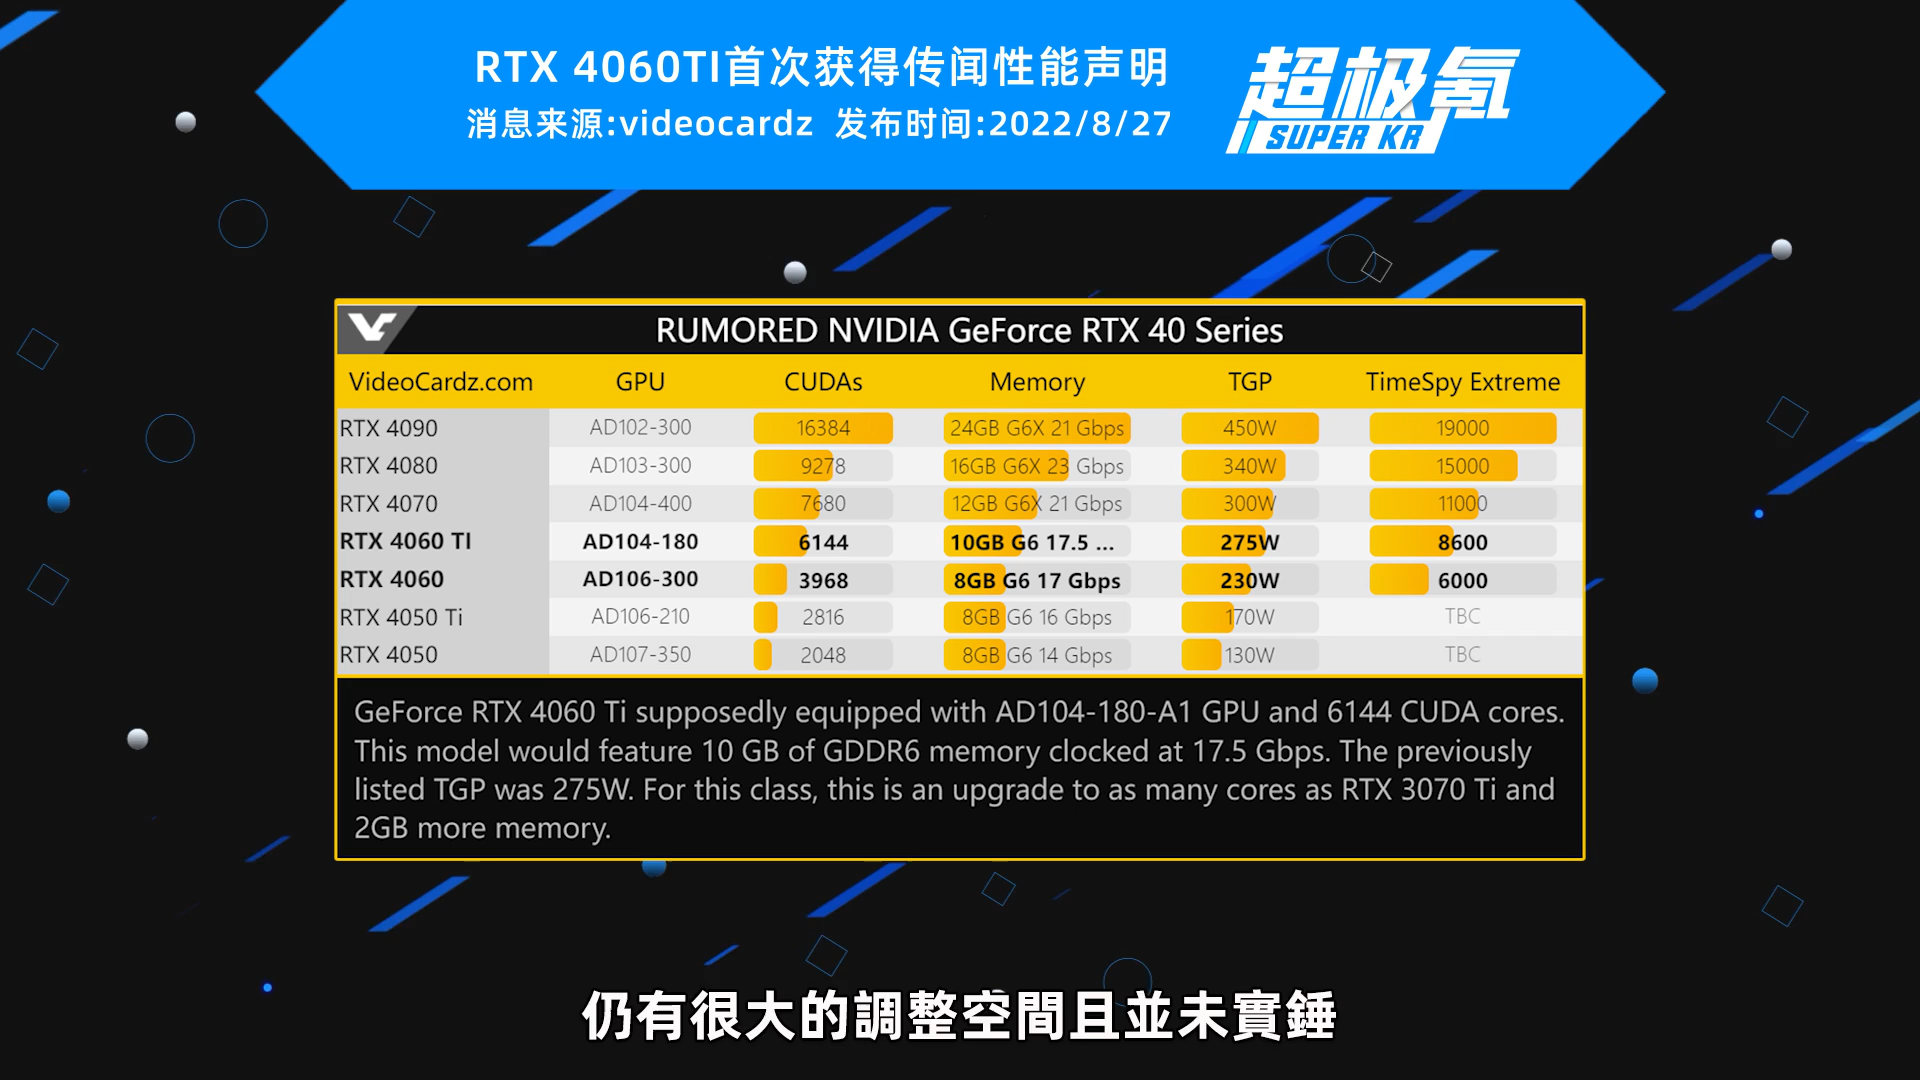 RTX 4060TI首次获得传闻性能声明
消息来源:videocardz 发布时间:2022/8/27
超极氪
SUPER KR
RUMORED NVIDIA GeForce RTX 40 Series
VideoCardz.com GPU CUDAs Memory TGP TimeSpy Extreme
RTX 4090 AD102-300 16384 24GB G6X 21 Gbps 450W 19000
RTX 4080 AD103-300 9278 16GB G6X 23 Gbps 340W 15000
RTX 4070 AD104-400 7680 12GB G6X 21 Gbps 300W 11000
RTX 4060 TI AD104-180 6144 10GB G6 17.5 ... 275W 8600
RTX 4060 AD106-300 3968 8GB G6 17 Gbps 230W 6000
RTX 4050 Ti AD106-210 2816 8GB G6 16 Gbps 170W TBC
RTX 4050 AD107-350 2048 8GB G6 14 Gbps 130W TBC
GeForce RTX 4060 Ti supposedly equipped with AD104-180-A1 GPU and 6144 CUDA cores.
This model would feature 10 GB of GDDR6 memory clocked at 17.5 Gbps. The previously
listed TGP was 275W. For this class, this is an upgrade to as many cores as RTX 3070 Ti and
2GB more memory.
仍有很大的調整空間且並未實錘